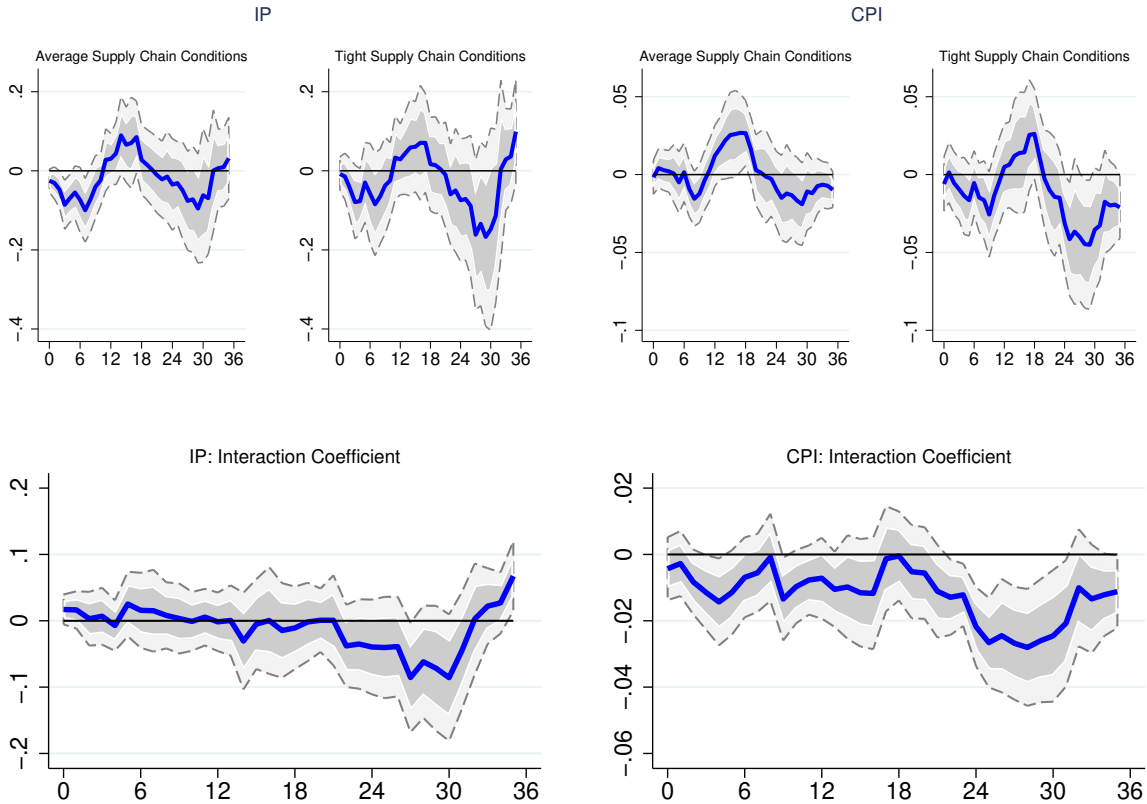 IP
CPI
Average Supply Chain Conditions
Tight Supply Chain Conditions
Average Supply Chain Conditions
Tight Supply Chain Conditions
.2
0
−.2
−.4
0 6 12 18 24 30 36
.2
0
−.2
−.4
0 6 12 18 24 30 36
.05
0
−.05
−.1
0 6 12 18 24 30 36
.05
0
−.05
−.1
0 6 12 18 24 30 36
IP: Interaction Coefficient
.2
.1
0
−.1
−.2
0 6 12 18 24 30 36
CPI: Interaction Coefficient
.02
0
−.02
−.04
−.06
0 6 12 18 24 30 36